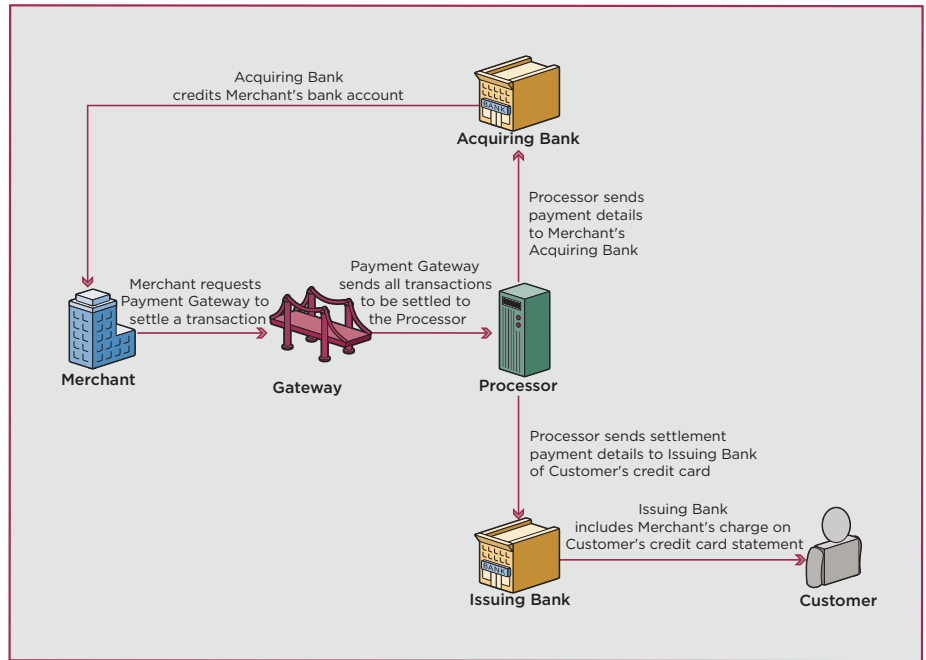 Acquiring Bank
credits Merchant's bank account
BANK
Acquiring Bank
Processor sends
payment details
to Merchant's
Acquiring Bank
Merchant requests
Payment Gateway to
settle a transaction
Payment Gateway
sends all transactions
to be settled to
the Processor
Merchant
Gateway
Processor
Processor sends settlement
payment details to Issuing Bank
of Customer's credit card
Issuing Bank
includes Merchant's charge on
Customer's credit card statement
BANK
Issuing Bank
Customer